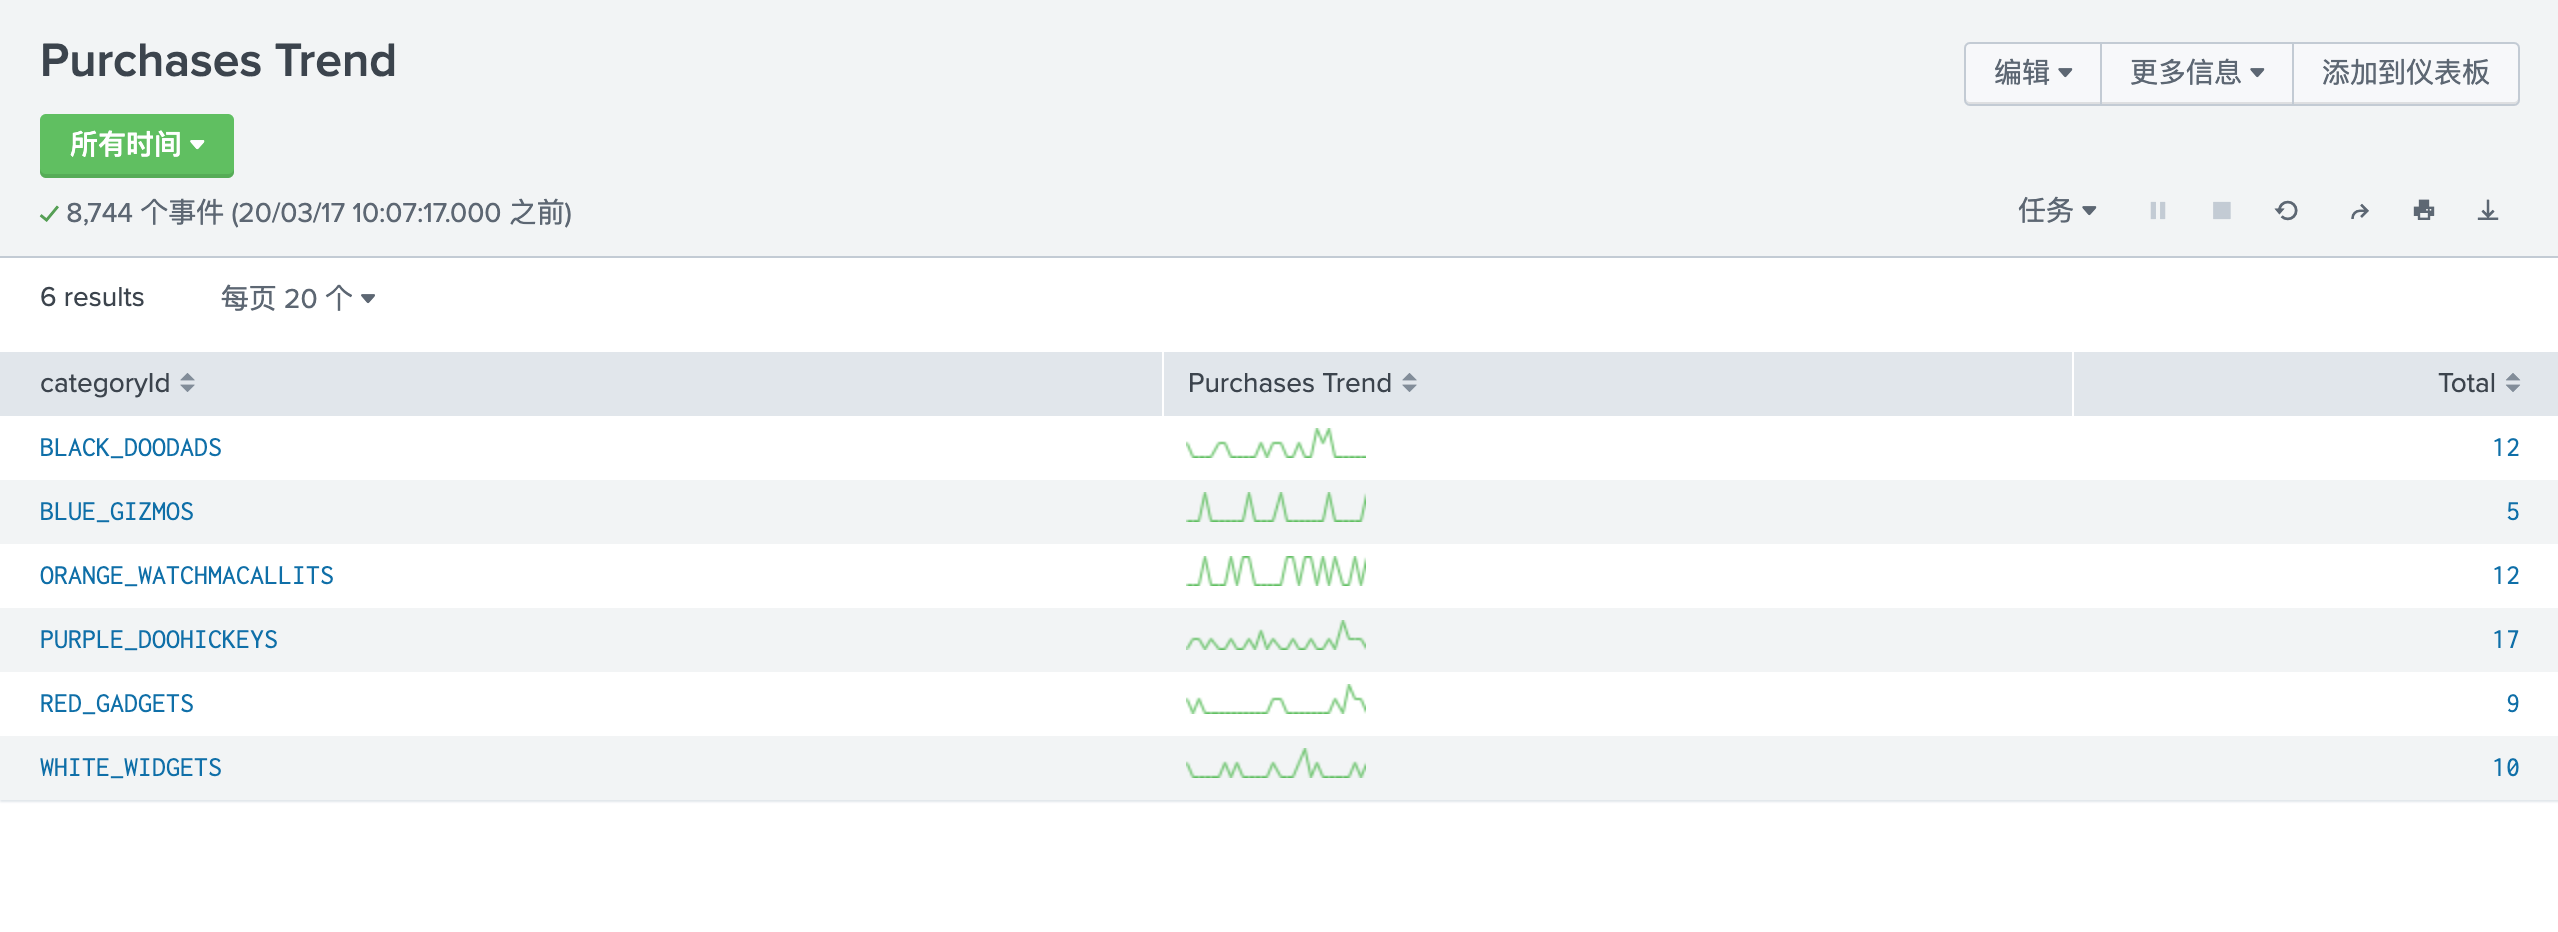 Purchases Trend
编辑 更多信息 添加到仪表板
所有时间
8,744 个事件 (20/03/17 10:07:17.000 之前)
任务
6 results 每页 20 个
categoryId Purchases Trend Total
BLACK_DOODADS 12
BLUE_GIZMOS 5
ORANGE_WATCHMACALLITS 12
PURPLE_DOOHICKEYS 17
RED_GADGETS 9
WHITE_WIDGETS 10